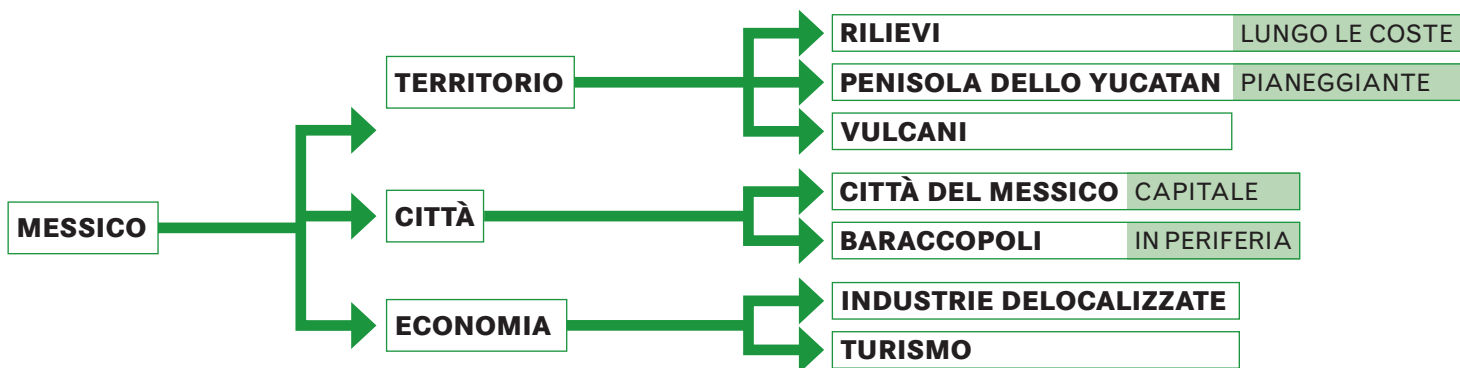 MESSICO
TERRITORIO
RILIEVI LUNGO LE COSTE
PENISOLA DELLO YUCATAN PIANEGGIANTE
VULCANI
CITTÀ
CITTÀ DEL MESSICO CAPITALE
BARACCOPOLI IN PERIFERIA
ECONOMIA
INDUSTRIE DELOCALIZZATE
TURISMO